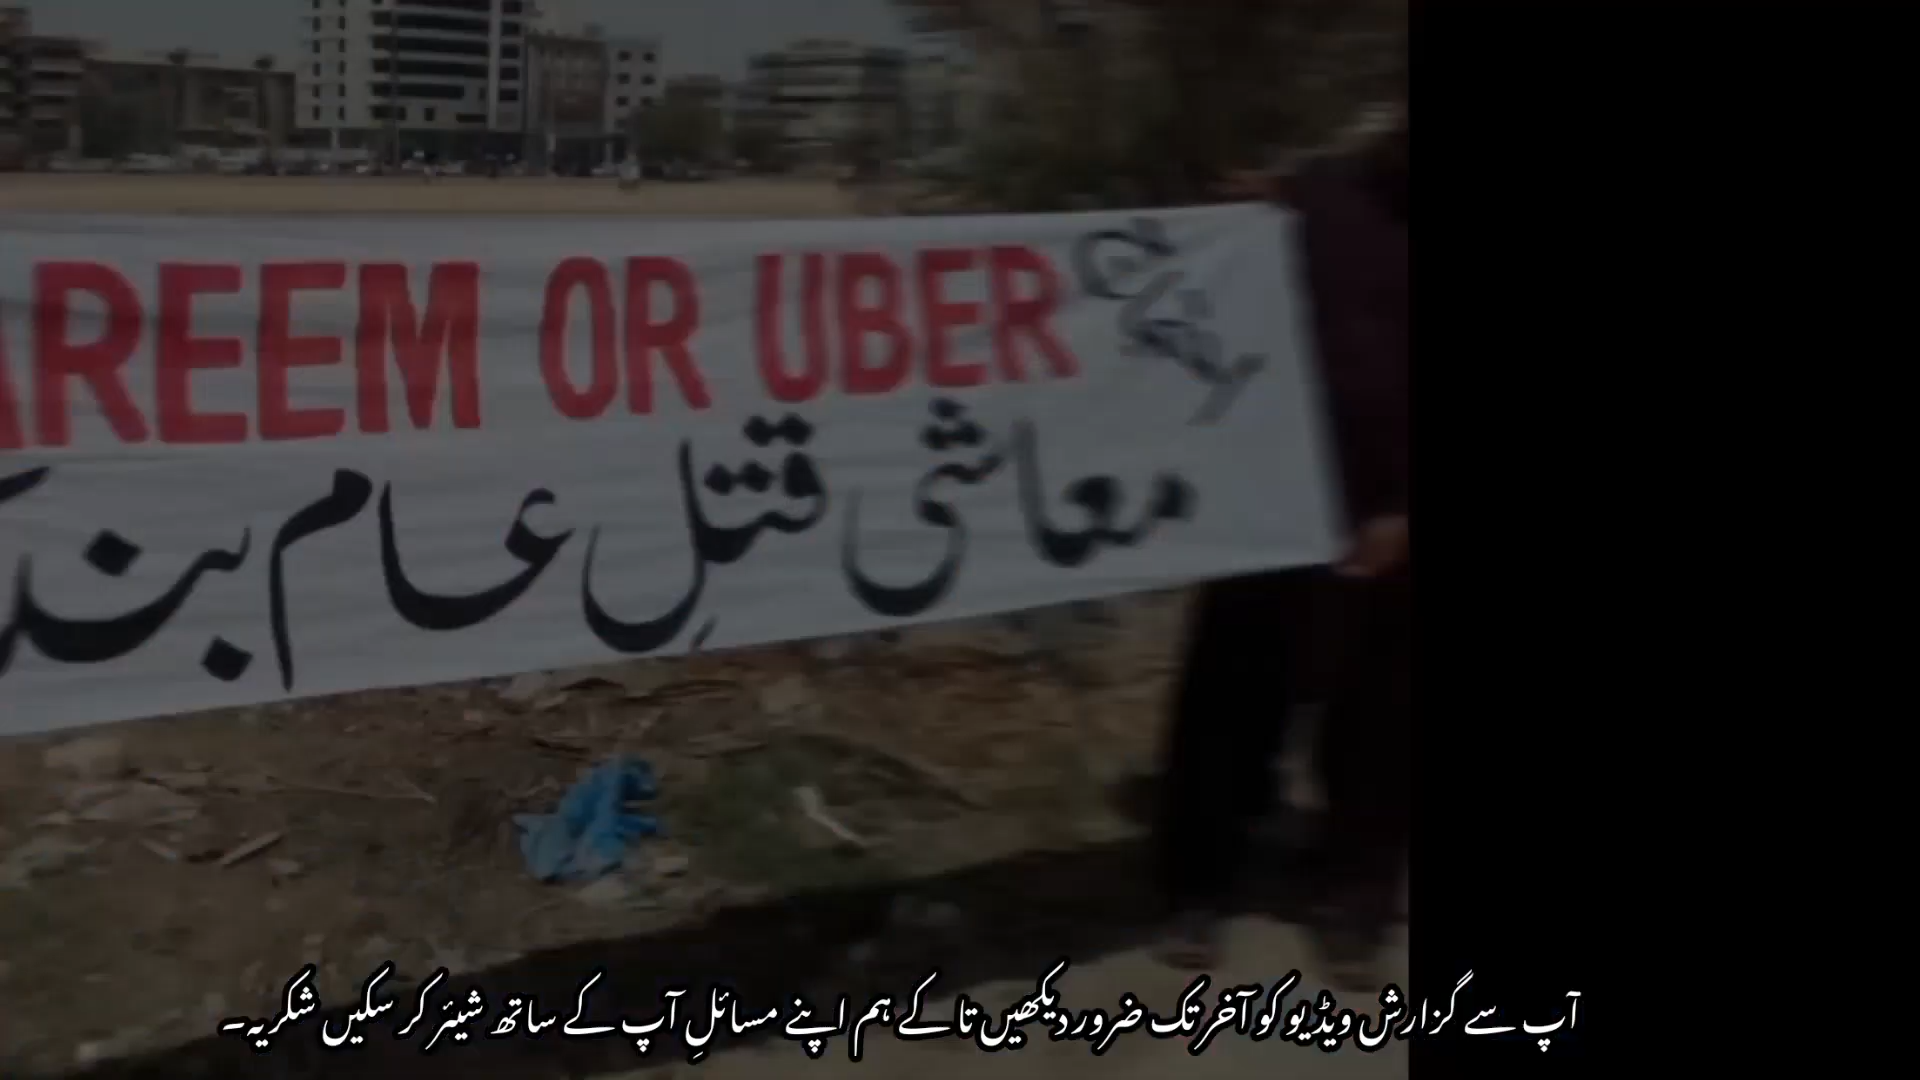 AREEM OR UBER
معاشی قتلِ عام بند
آپ سے گزارش ویڈیو کو آخر تک ضرور دیکھیں تا کے ہم اپنے مسائلِ آپ کے ساتھ شیئر کر سکیں شکریہ۔